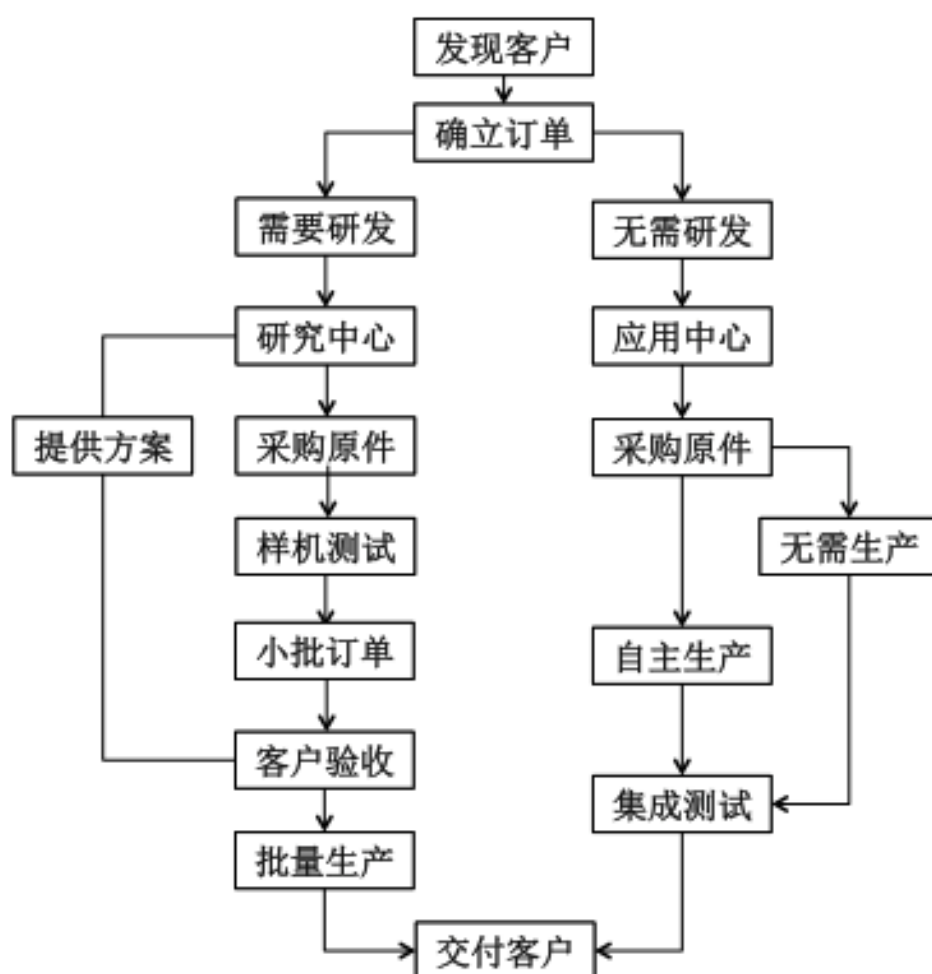 发现客户
确立订单
需要研发
无需研发
研究中心
应用中心
提供方案
采购原件
采购原件
样机测试
无需生产
小批订单
自主生产
客户验收
集成测试
批量生产
交付客户